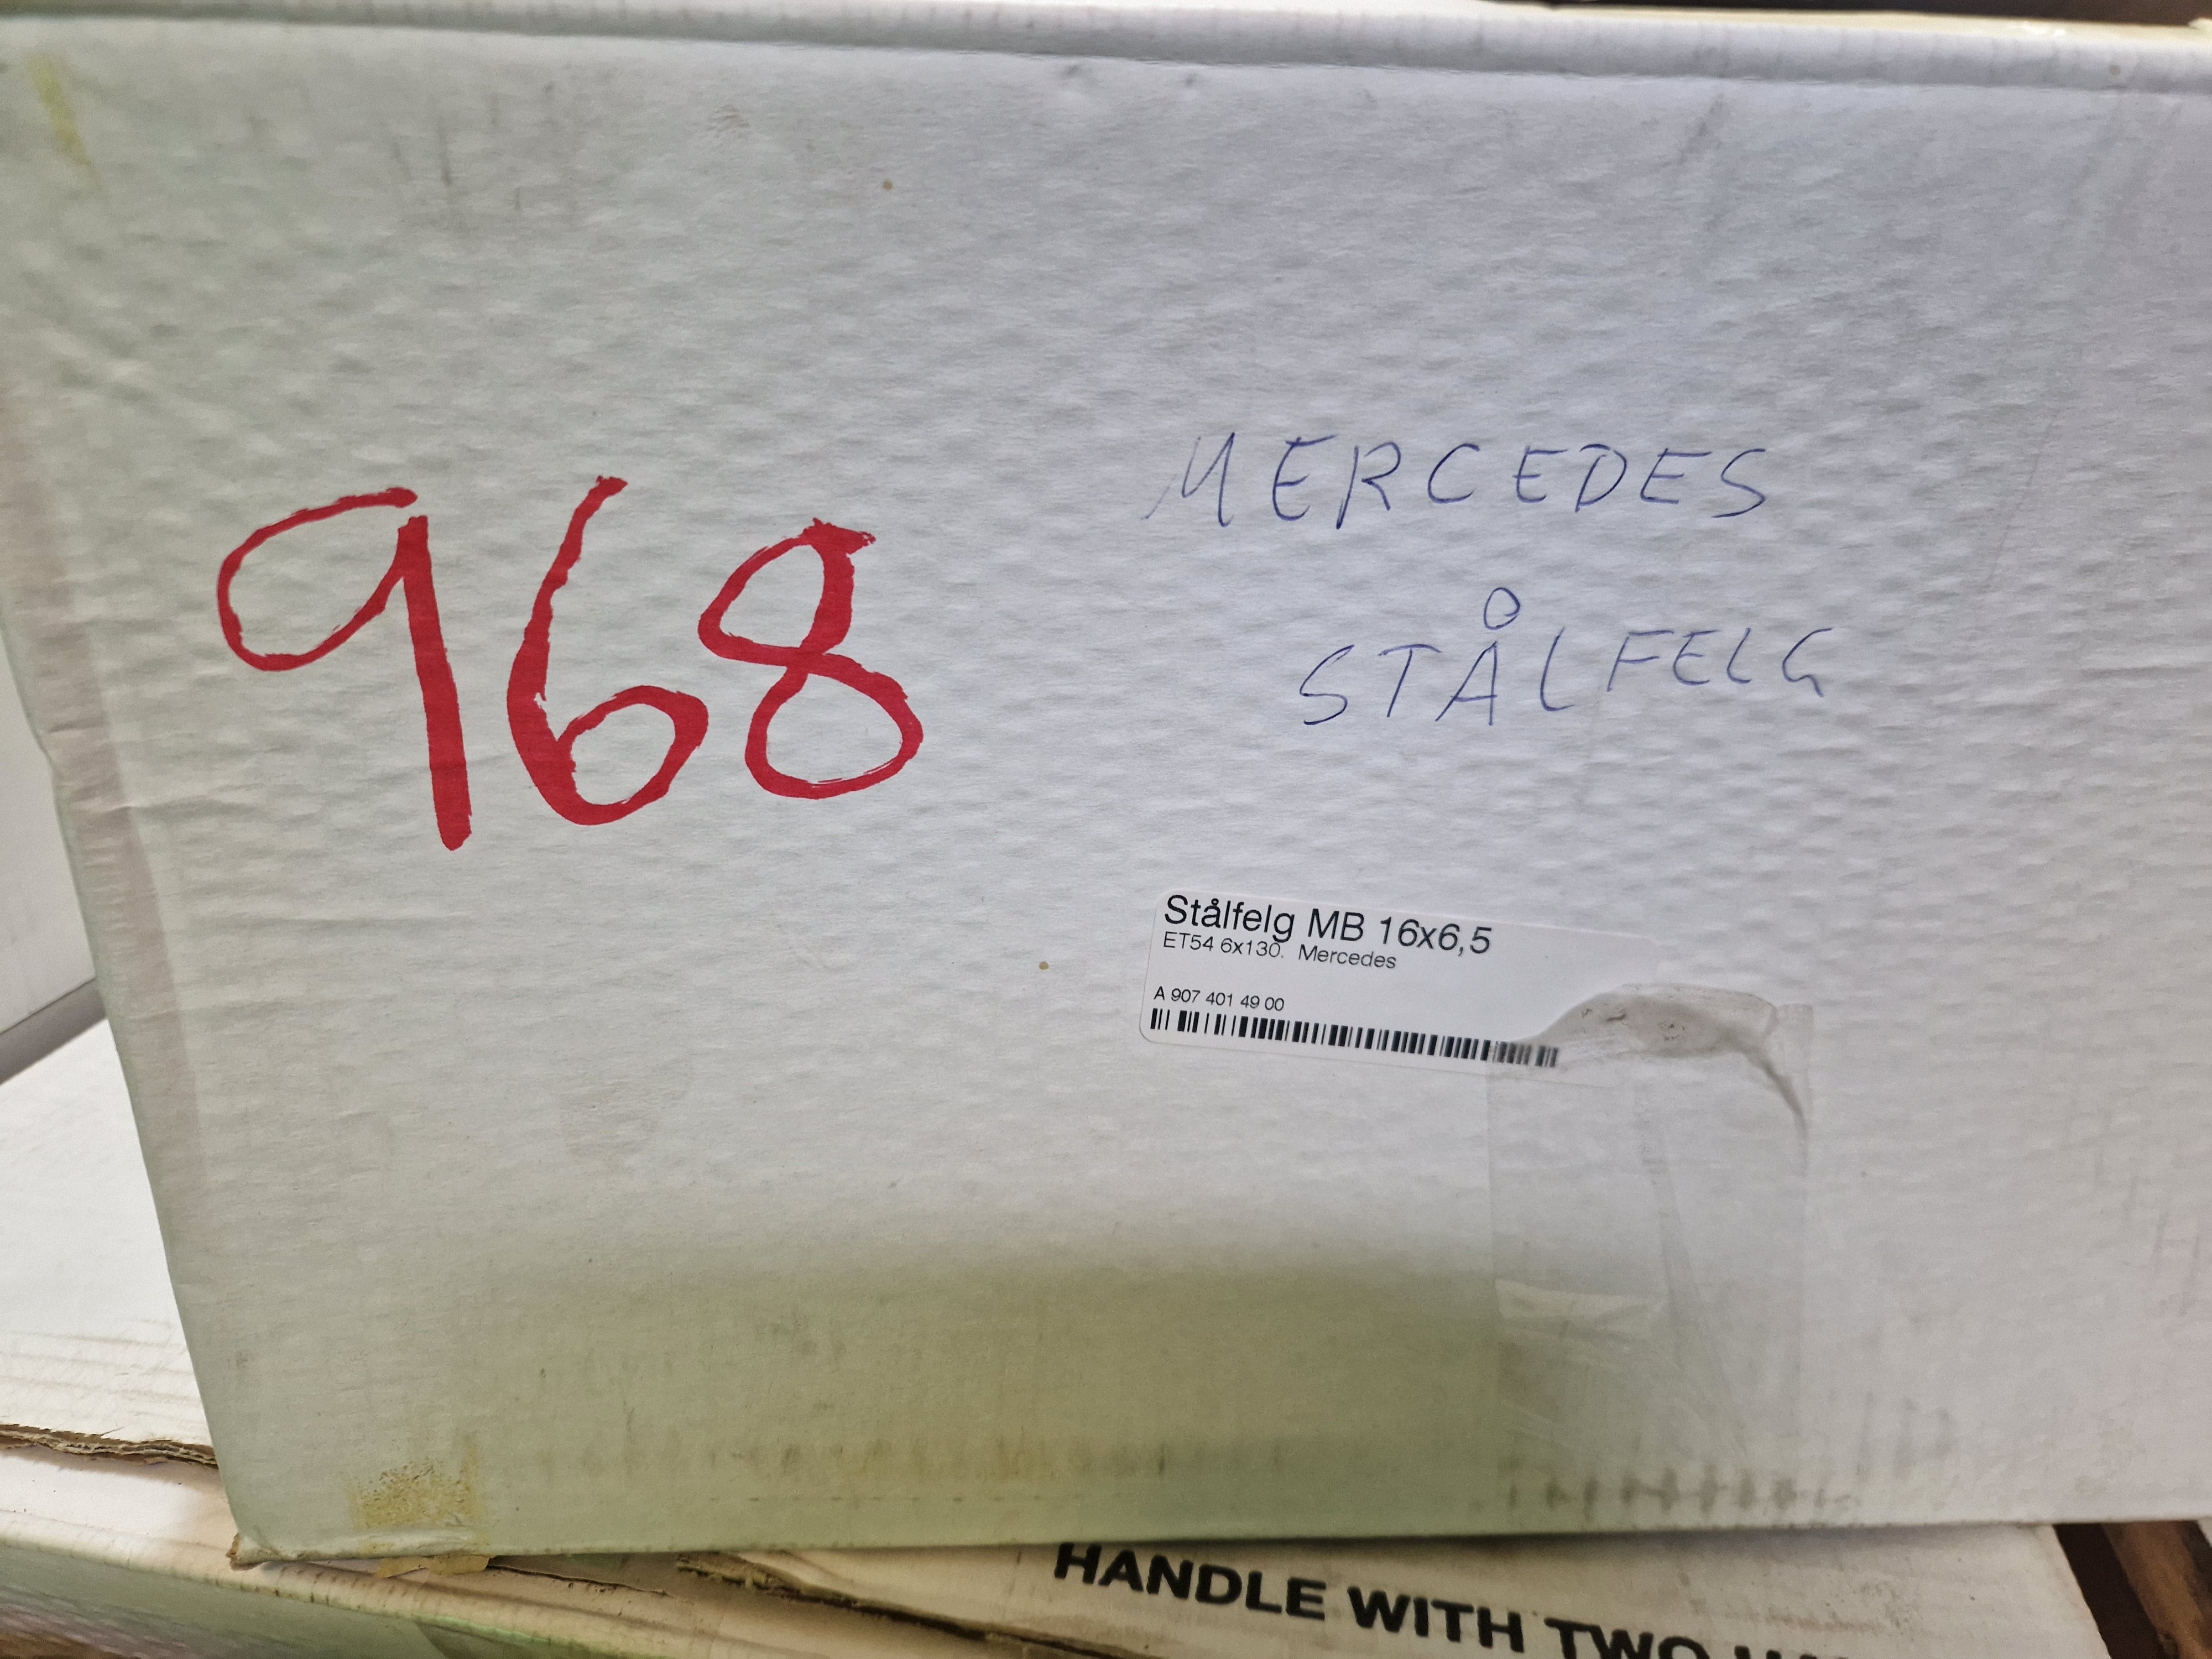 968
MERCEDES
STÅLFELG
Stålfelg MB 16x6,5
ET54 6x130. Mercedes
A 907 401 49 00
HANDLE WITH TWO